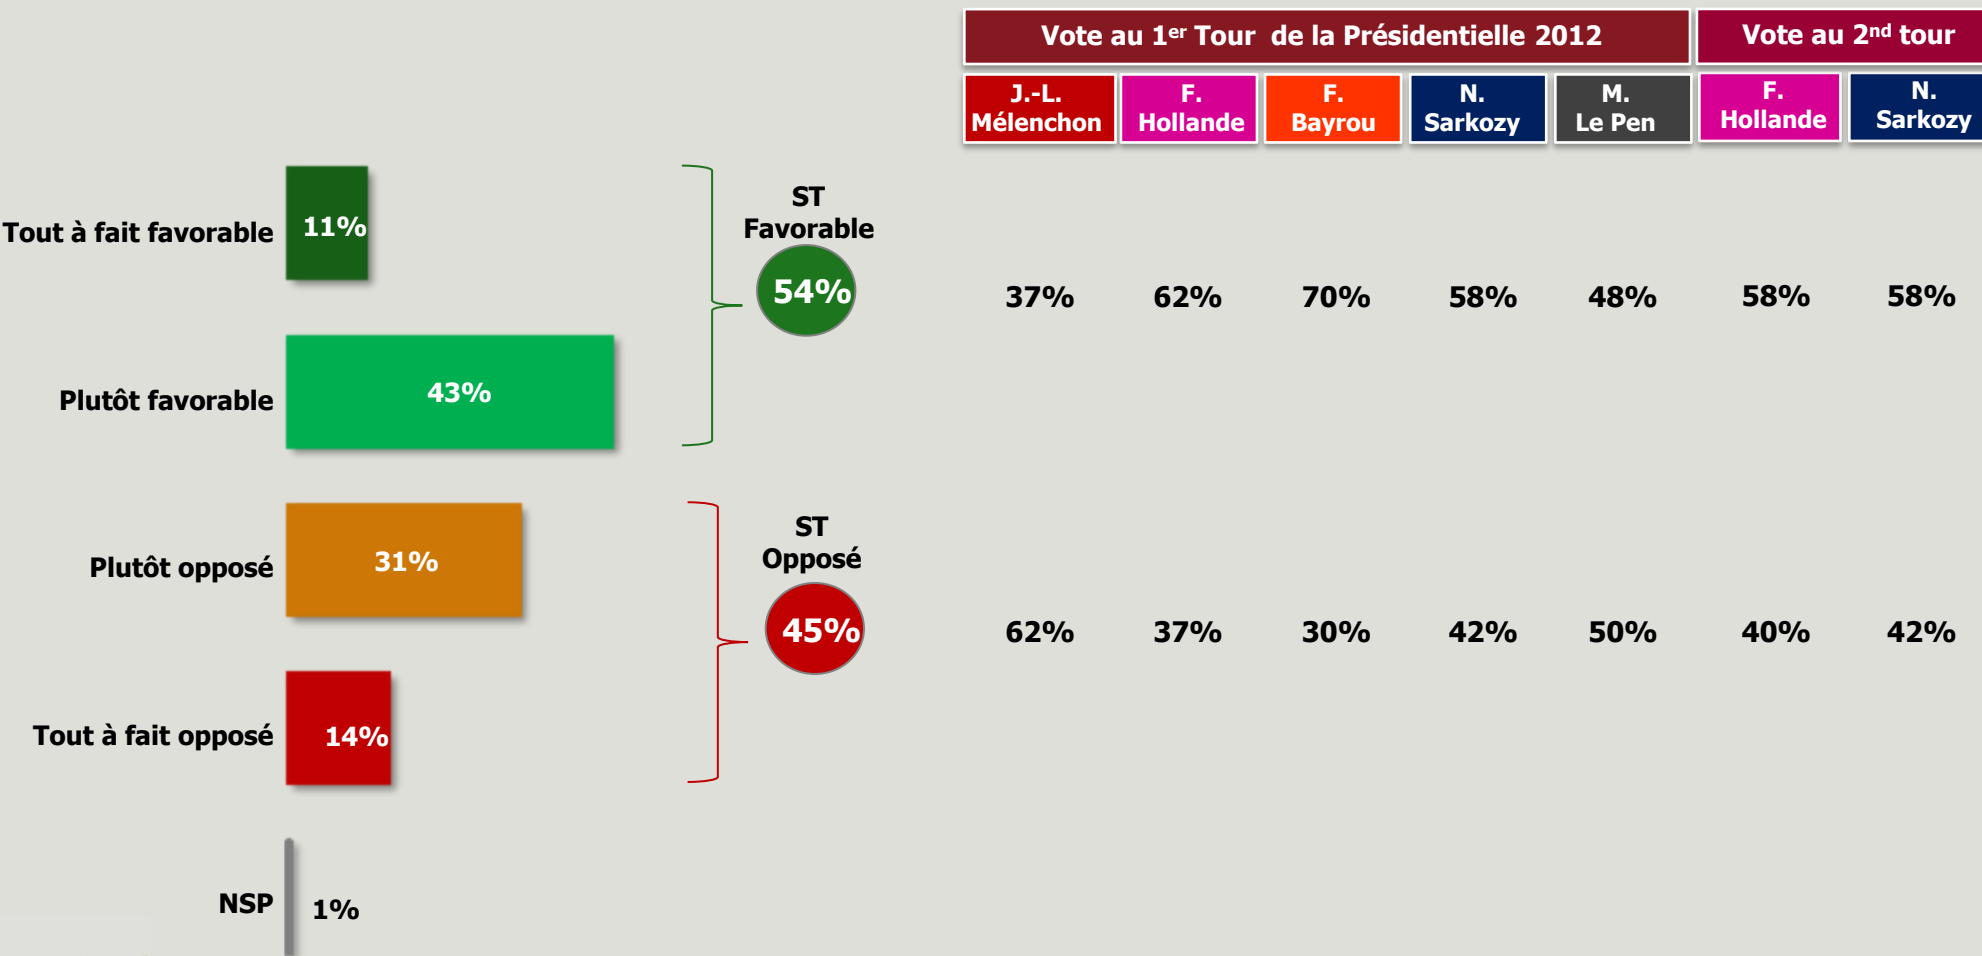 Vote au 1er Tour de la Présidentielle 2012
Vote au 2nd tour
J.-L.
Mélenchon
F.
Hollande
F.
Bayrou
N.
Sarkozy
M.
Le Pen
F.
Hollande
N.
Sarkozy
Tout à fait favorable
11%
Plutôt favorable
43%
ST
Favorable
54%
37% 62% 70% 58% 48% 58% 58%
Plutôt opposé
31%
Tout à fait opposé
14%
ST
Opposé
45%
62% 37% 30% 42% 50% 40% 42%
NSP
1%